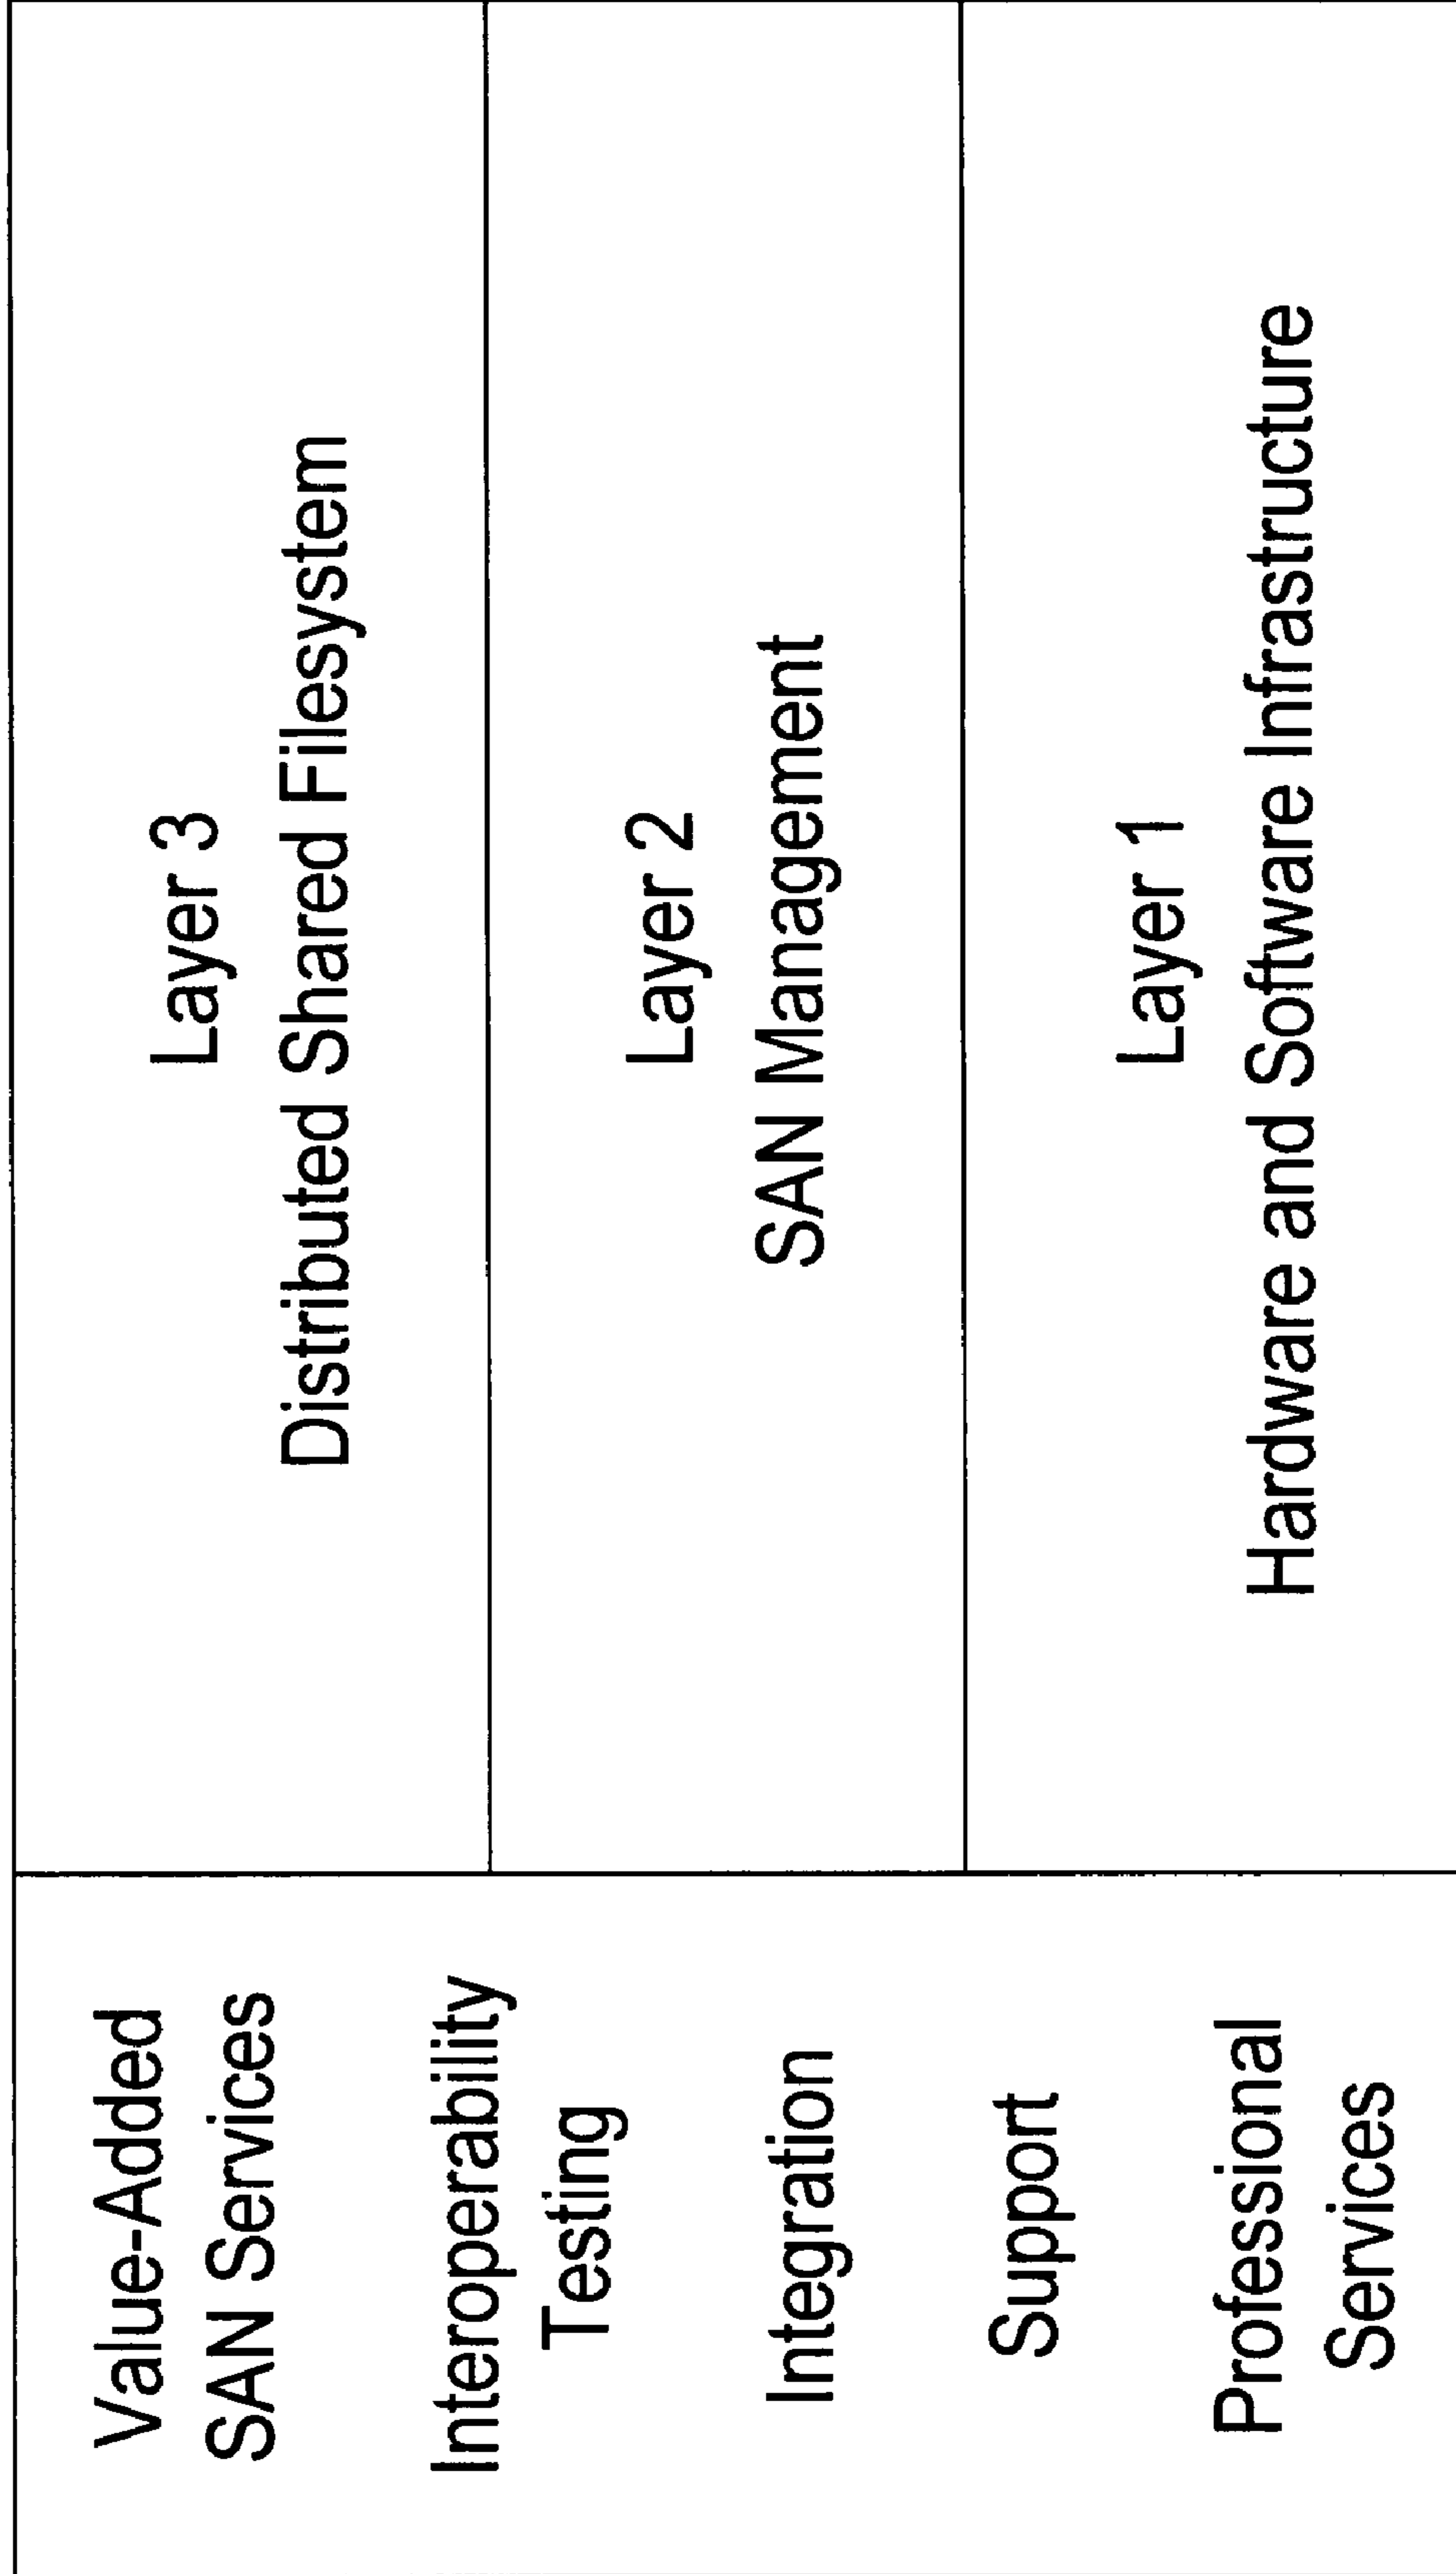 Value-Added
SAN Services
Interoperability
Testing
Integration
Support
Professional
Services
Layer 3
Distributed Shared Filesystem
Layer 2
SAN Management
Layer 1
Hardware and Software Infrastructure